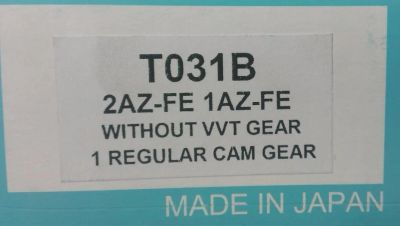 T031B
2AZ-FE 1AZ-FE
WITHOUT VVT GEAR
1 REGULAR CAM GEAR
MADE IN JAPAN